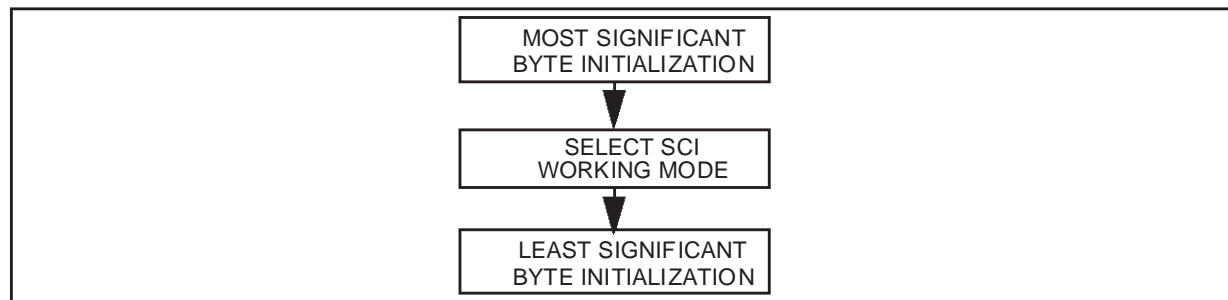 MOST SIGNIFICANT
BYTE INITIALIZATION
SELECT SCI
WORKING MODE
LEAST SIGNIFICANT
BYTE INITIALIZATION